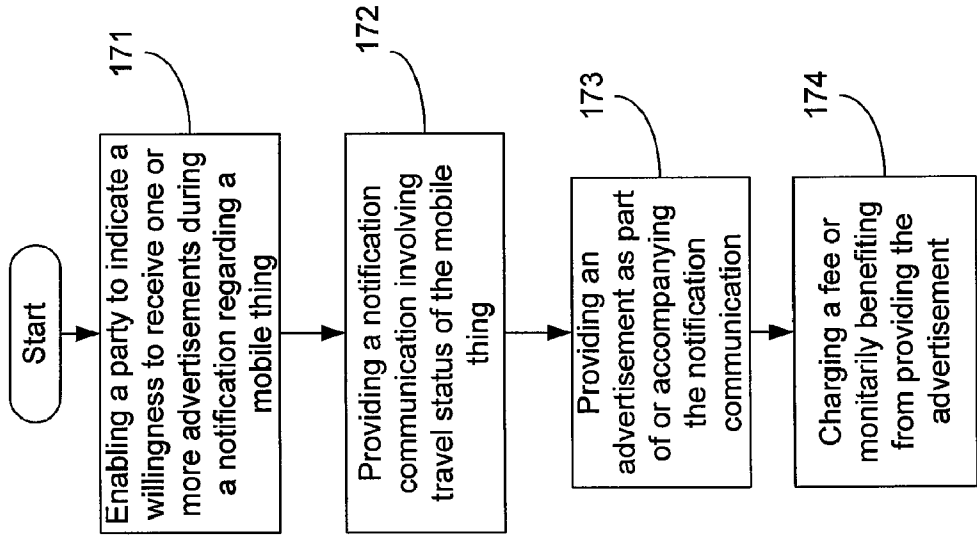 Start
Enabling a party to indicate a
willingness to receive one or
more advertisements during
a notification regarding a
mobile thing
171
Providing a notification
communication involving
travel status of the mobile
thing
172
Providing an
advertisement as part
of or accompanying
the notification
communication
173
Charging a fee or
monitarily benefiting
from providing the
advertisement
174